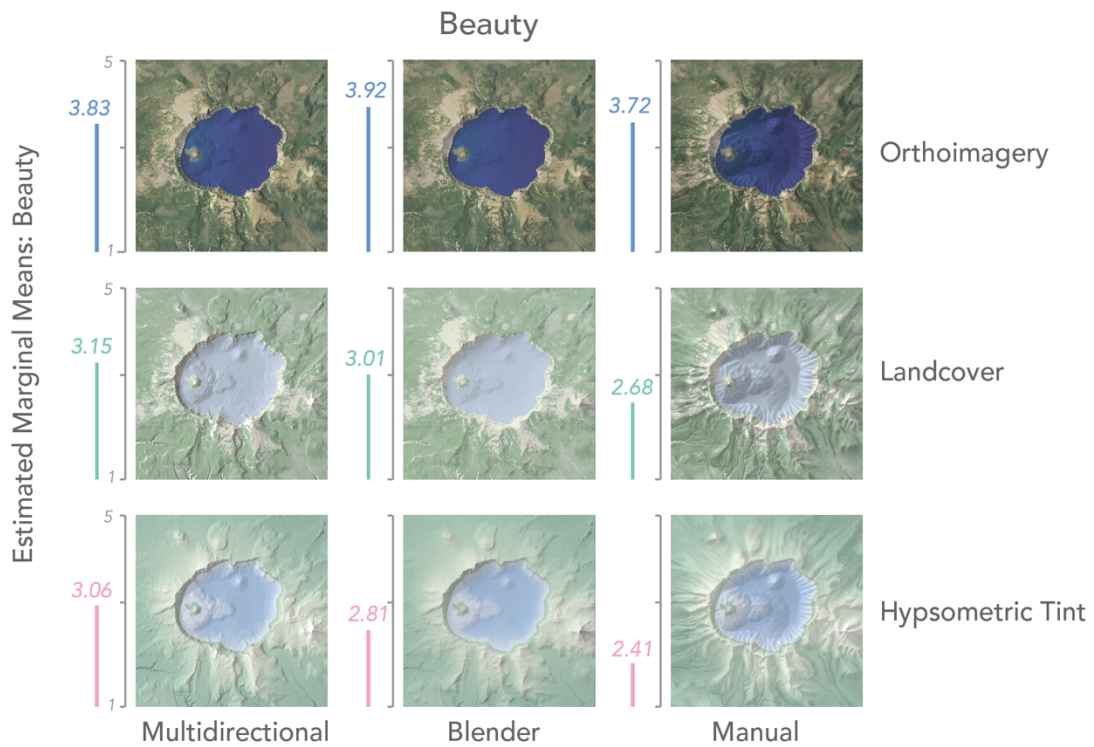 Beauty
Estimated Marginal Means: Beauty
5
3.83
3.92
3.72
1
Orthoimagery
5
3.15
3.01
2.68
1
Landcover
5
3.06
2.81
2.41
1
Hypsometric Tint
Multidirectional
Blender
Manual